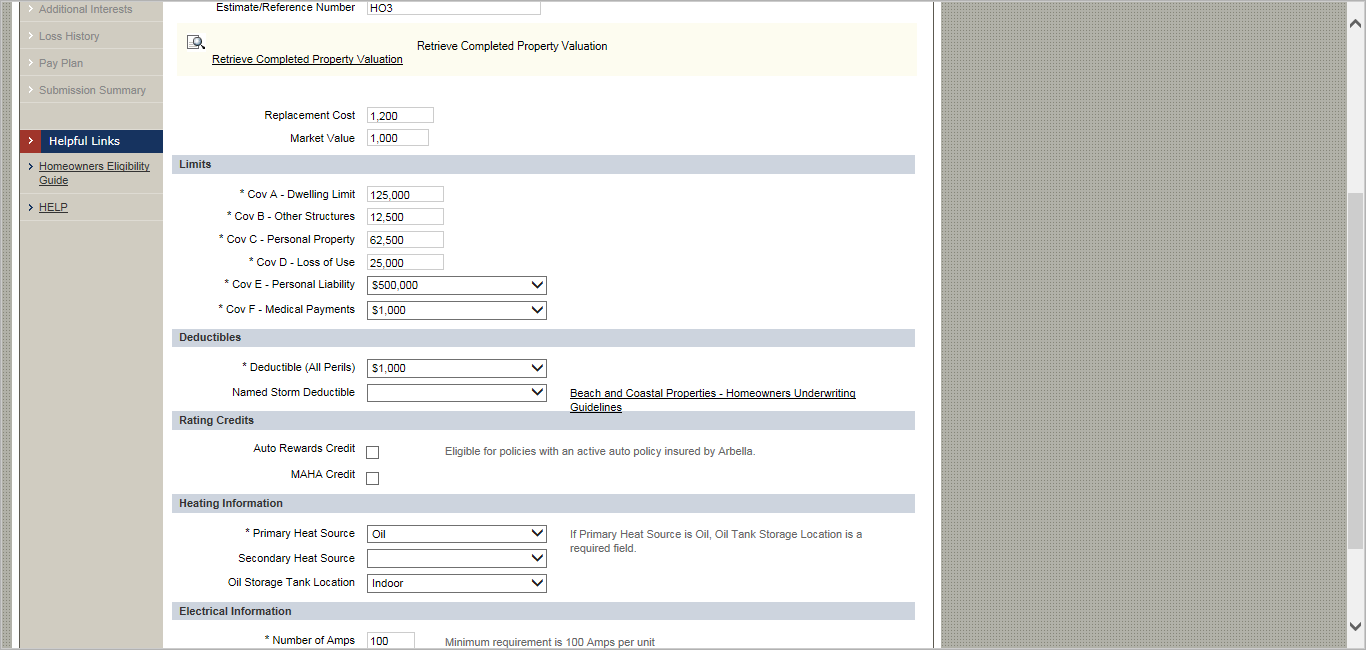 Additional Interests
Loss History
Pay Plan
Submission Summary
Helpful Links
Homeowners Eligibility
Guide
HELP
Estimate/Reference Number HO3
Retrieve Completed Property Valuation
Retrieve Completed Property Valuation
Replacement Cost 1,200
Market Value 1,000
Limits
* Cov A - Dwelling Limit 125,000
* Cov B - Other Structures 12,500
* Cov C - Personal Property 62,500
* Cov D - Loss of Use 25,000
* Cov E - Personal Liability $500,000
* Cov F - Medical Payments $1,000
Deductibles
* Deductible (All Perils) $1,000
Named Storm Deductible
Beach and Coastal Properties - Homeowners Underwriting
Guidelines
Rating Credits
Auto Rewards Credit Eligible for policies with an active auto policy insured by Arbella.
MAHA Credit
Heating Information
* Primary Heat Source Oil If Primary Heat Source is Oil, Oil Tank Storage Location is a
required field.
Secondary Heat Source
Oil Storage Tank Location Indoor
Electrical Information
* Number of Amps 100 Minimum requirement is 100 Amps per unit